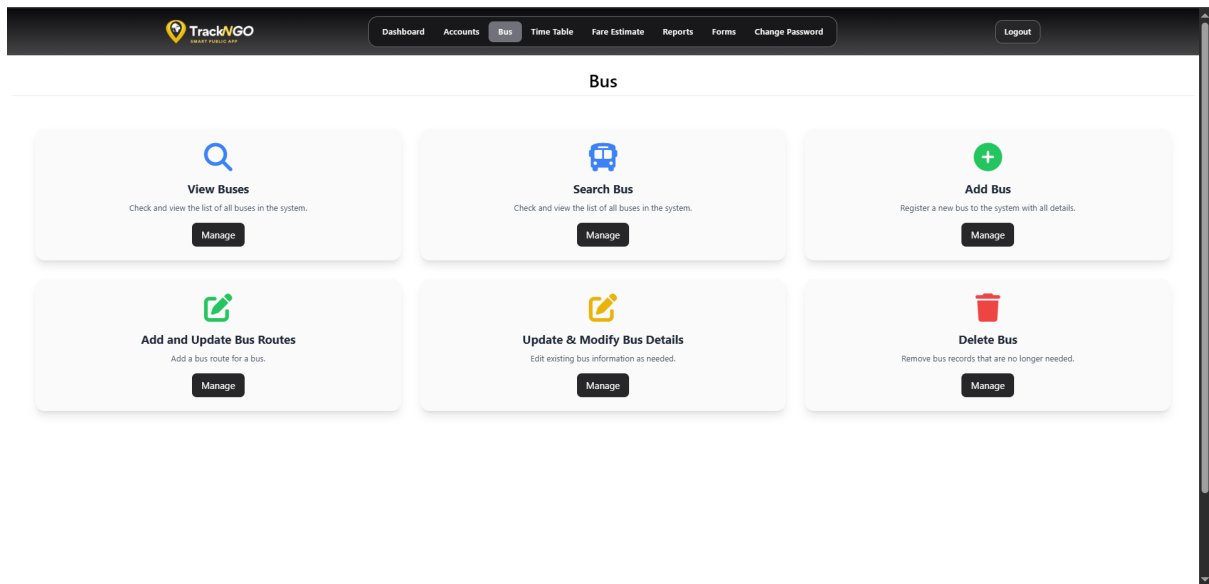 TrackNGO
SMART PUBLIC APP
Dashboard Accounts Bus Time Table Fare Estimate Reports Forms Change Password
Logout
Bus
View Buses
Check and view the list of all buses in the system.
Manage
Search Bus
Check and view the list of all buses in the system.
Manage
Add Bus
Register a new bus to the system with all details.
Manage
Add and Update Bus Routes
Add a bus route for a bus.
Manage
Update & Modify Bus Details
Edit existing bus information as needed.
Manage
Delete Bus
Remove bus records that are no longer needed.
Manage